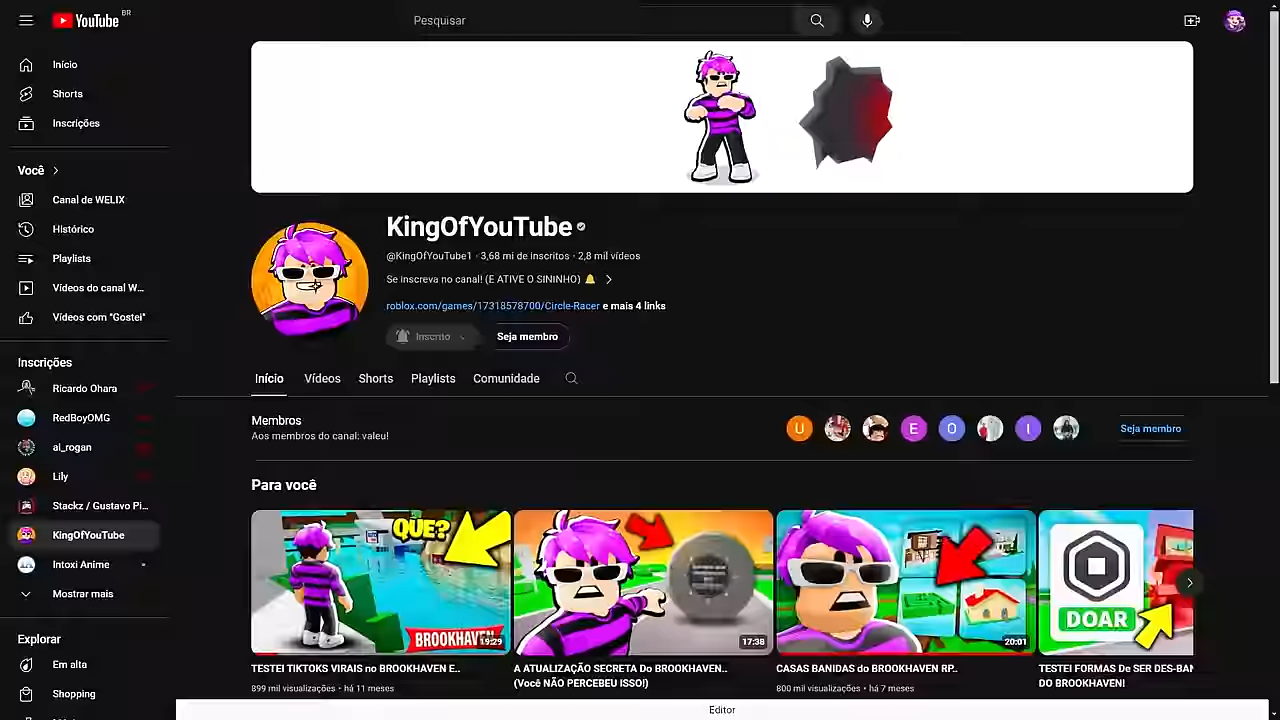 YouTube BR
Pesquisar
Início
Shorts
Inscrições
Você
Canal de WELIX
Histórico
Playlists
Vídeos do canal W...
Vídeos com "Gostei"
Inscrições
Ricardo Ohara
RedBoyOMG
al_rogan
Lily
Stackz / Gustavo Pi...
KingOfYouTube
Intoxi Anime
Mostrar mais
Explorar
Em alta
Shopping
KingOfYouTube
@KingOfYouTube1 · 3,68 mi de inscritos · 2,8 mil vídeos
Se inscreva no canal! (E ATIVE O SININHO) 🔔
roblox.com/games/17318578700/Circle-Racer e mais 4 links
Inscrito
Seja membro
Início Vídeos Shorts Playlists Comunidade
Membros
Aos membros do canal: valeu!
U E O I
Seja membro
Para você
QUE?
BROOKHAVEN
19:29
17:38
20:01
DOAR
TESTEI TIKTOKS VIRAIS no BROOKHAVEN E..
899 mil visualizações • há 11 meses
A ATUALIZAÇÃO SECRETA Do BROOKHAVEN..
(Você NÃO PERCEBEU ISSO!)
CASAS BANIDAS do BROOKHAVEN RP..
800 mil visualizações • há 7 meses
TESTEI FORMAS De SER DES-BAN
DO BROOKHAVEN!
Editor